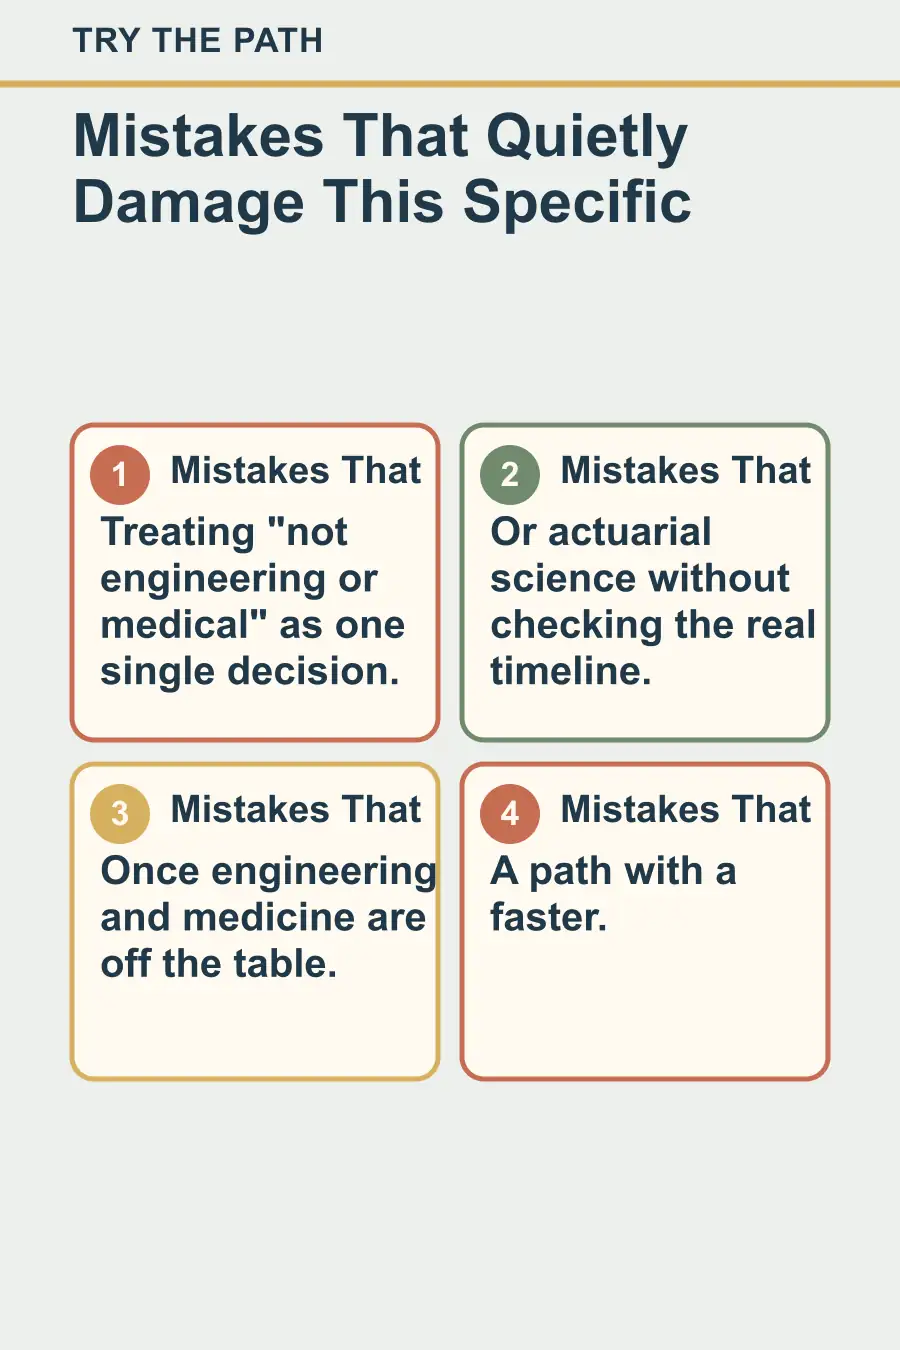 TRY THE PATH
Mistakes That Quietly
Damage This Specific
1 Mistakes That
Treating "not
engineering or
medical" as one
single decision.
2 Mistakes That
Or actuarial
science without
checking the real
timeline.
3 Mistakes That
Once engineering
and medicine are
off the table.
4 Mistakes That
A path with a
faster.